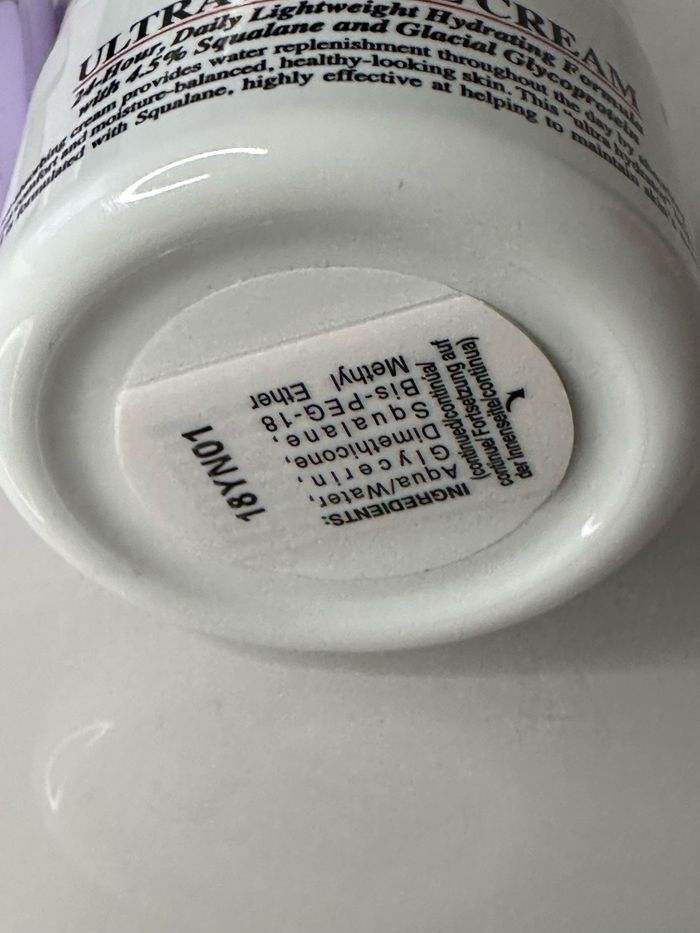 ULTRA CREAM
24-Hour, Daily Lightweight Hydrating Formula
with 4.5% Squalane and Glacial Glycoprotein
cream provides water replenishment throughout the day by
and moisture-balanced, healthy-looking skin. This "ultra
formulated with Squalane, highly effective at helping to maintain
INGREDIENTS:
Aqua/Water,
Glycerin,
Dimethicone,
Squalane,
Bis-PEG-18
Methyl Ether
(continued/continúa/
continue/Fortsetzung auf
der Innenseite/continua)
18YN01